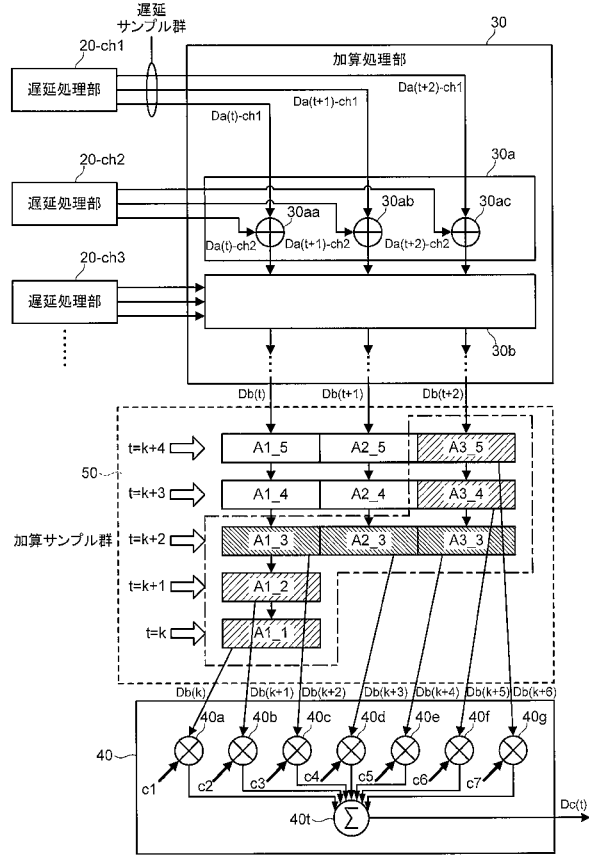 遅延
サンプル群
20-ch1
遅延処理部
30
加算処理部
Da(t)-ch1
Da(t+1)-ch1
Da(t+2)-ch1
20-ch2
遅延処理部
30a
30aa
30ab
30ac
Da(t)-ch2
Da(t+1)-ch2
Da(t+2)-ch2
20-ch3
遅延処理部
30b
Db(t)
Db(t+1)
Db(t+2)
50
t=k+4
A1_5
A2_5
A3_5
t=k+3
A1_4
A2_4
A3_4
加算サンプル群
t=k+2
A1_3
A2_3
A3_3
t=k+1
A1_2
t=k
A1_1
Db(k)
Db(k+1)
Db(k+2)
Db(k+3)
Db(k+4)
Db(k+5)
Db(k+6)
40
40a
40b
40c
40d
40e
40f
40g
c1
c2
c3
c4
c5
c6
c7
40t
Σ
Dc(t)